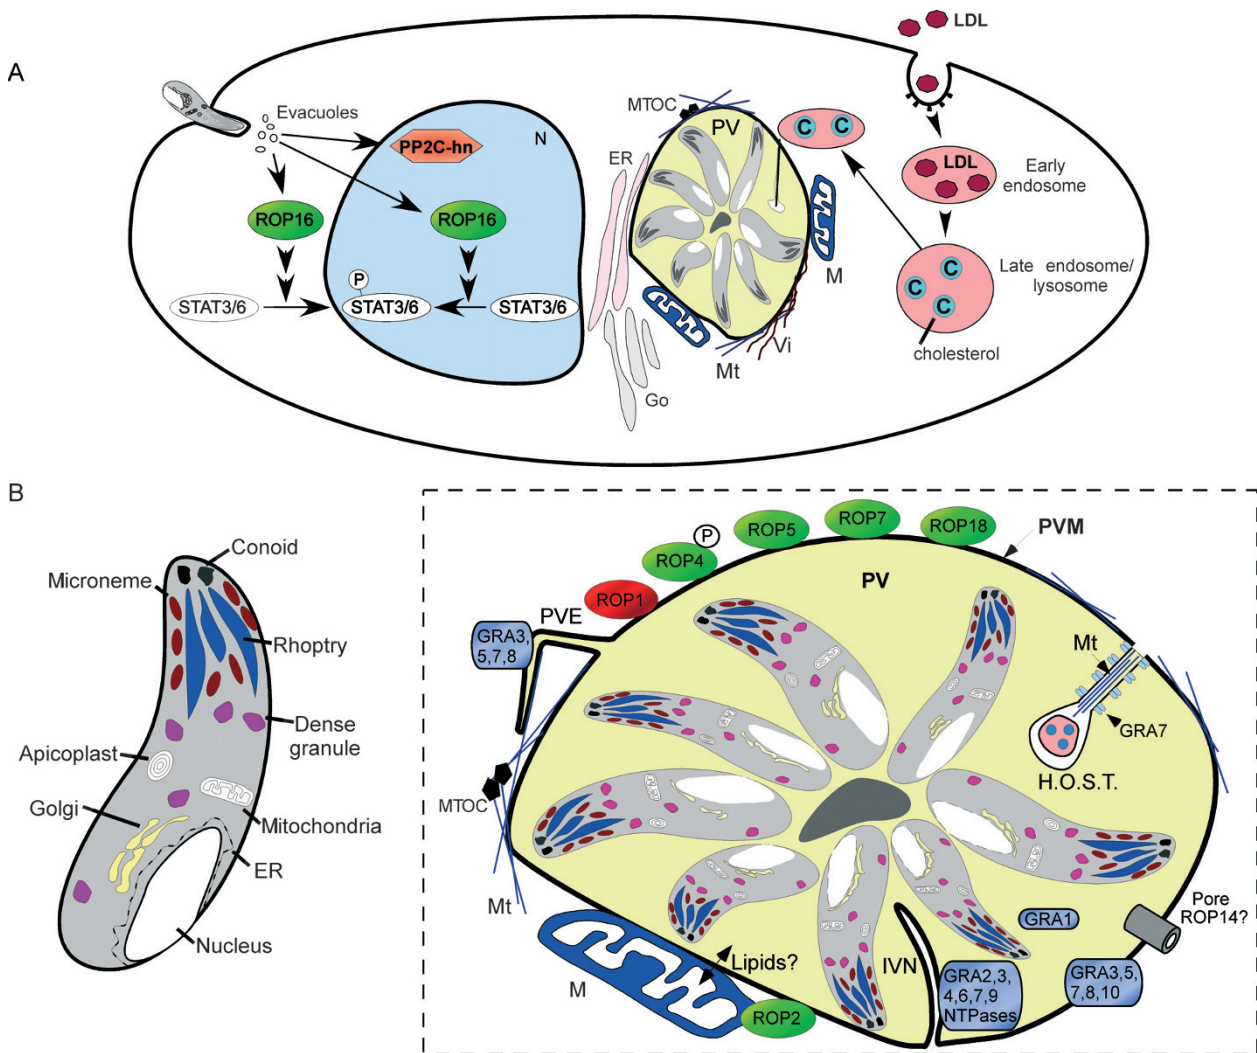 A
LDL
Evacuoles
MTOC
PV
C C
PP2C-hn
N
ER
LDL
Early
endosome
ROP16
ROP16
M
C
C
C
Late endosome/
lysosome
P
STAT3/6
STAT3/6
STAT3/6
cholesterol
Vi
Mt
Go
B
Conoid
Microneme
Rhoptry
Dense
granule
Apicoplast
Golgi
Mitochondria
ER
Nucleus
ROP7
ROP5
ROP18
P
ROP4
PVM
PV
ROP1
PVE
GRA3,
5,7,8
Mt
GRA7
H.O.S.T.
MTOC
Mt
Pore
ROP14?
GRA1
Lipids?
IVN
M
GRA2,3,
4,6,7,9
NTPases
GRA3,5,
7,8,10
ROP2